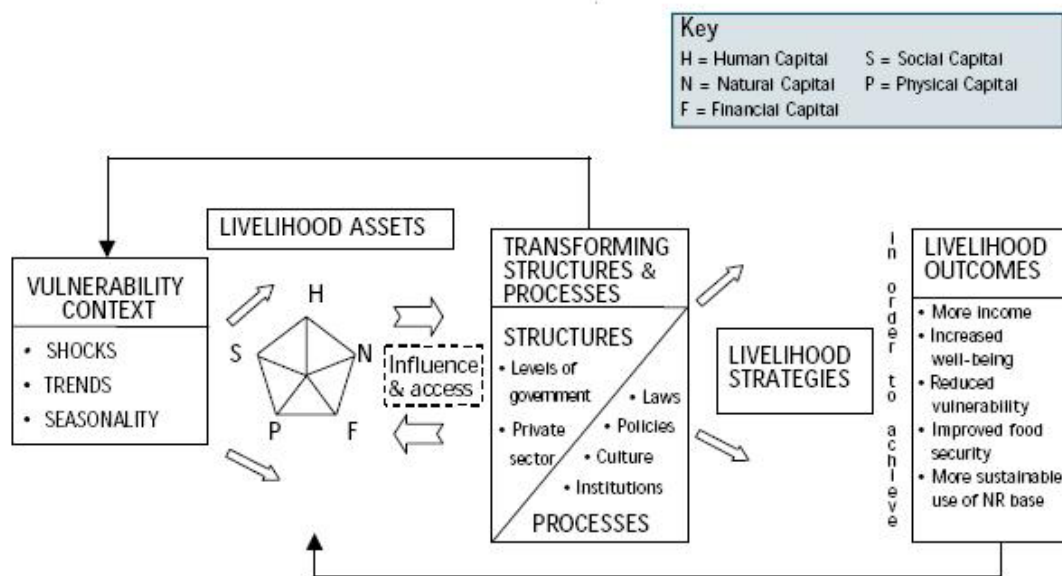 Key
H = Human Capital S = Social Capital
N = Natural Capital P = Physical Capital
F = Financial Capital
LIVELIHOOD ASSETS
VULNERABILITY
CONTEXT
• SHOCKS
• TRENDS
• SEASONALITY
H
S
N
P
F
Influence
& access
TRANSFORMING
STRUCTURES &
PROCESSES
STRUCTURES
• Levels of
government
• Private
sector
• Laws
• Policies
• Culture
• Institutions
PROCESSES
LIVELIHOOD
STRATEGIES
in order to achieve
LIVELIHOOD
OUTCOMES
• More income
• Increased
well-being
• Reduced
vulnerability
• Improved food
security
• More sustainable
use of NR base